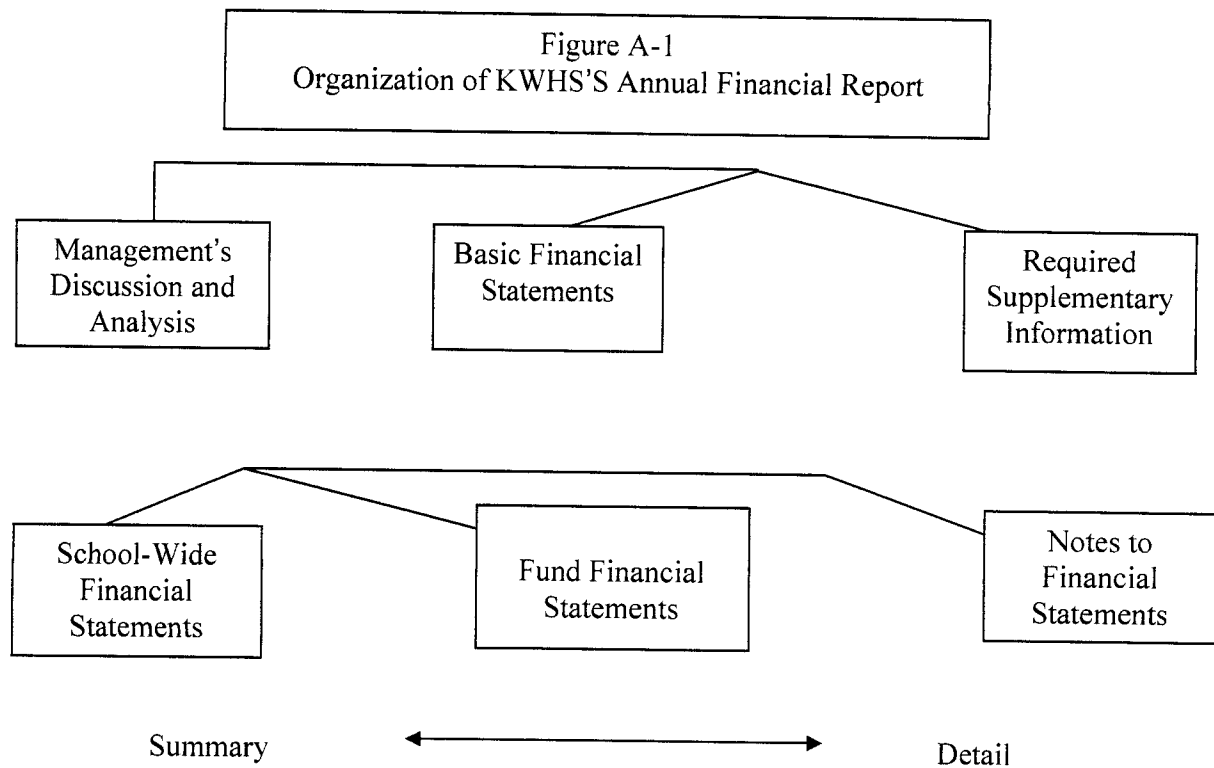 Figure A-1
Organization of KWHS'S Annual Financial Report
Management's
Discussion and
Analysis
Basic Financial
Statements
Required
Supplementary
Information
School-Wide
Financial
Statements
Fund Financial
Statements
Notes to
Financial
Statements
Summary
Detail